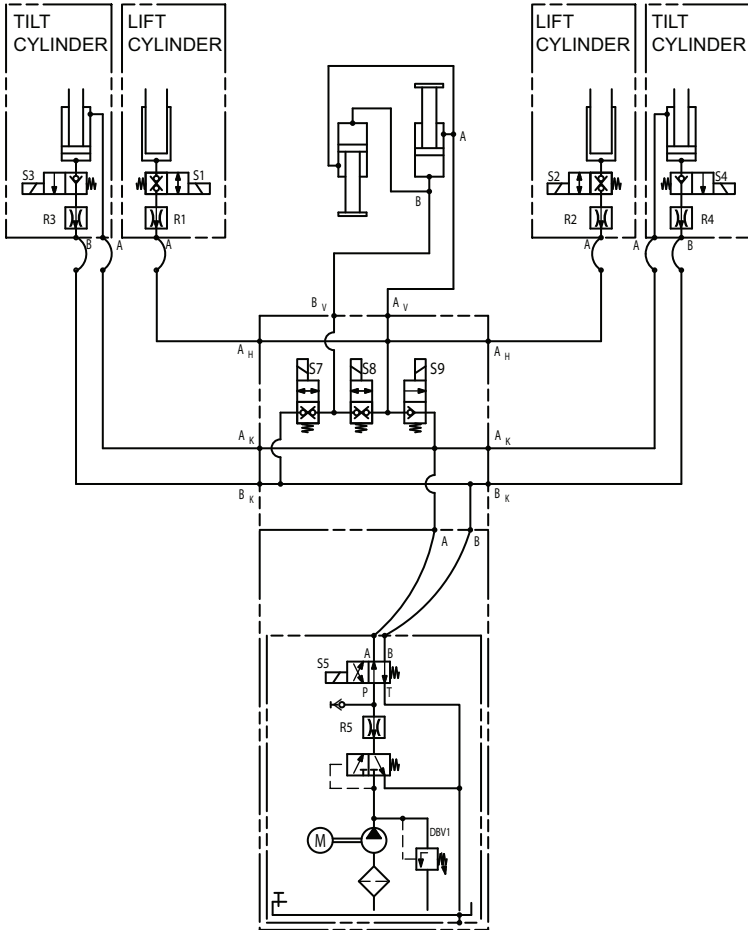 TILT
CYLINDER
LIFT
CYLINDER
LIFT
CYLINDER
TILT
CYLINDER
S3
S1
S2
S4
R3
R1
R2
R4
B
A
A
A
A
B
A
B
B V
A V
A H
A H
S7
S8
S9
A K
A K
B K
B K
A
B
A
B
S5
P
T
R5
M
DBV1